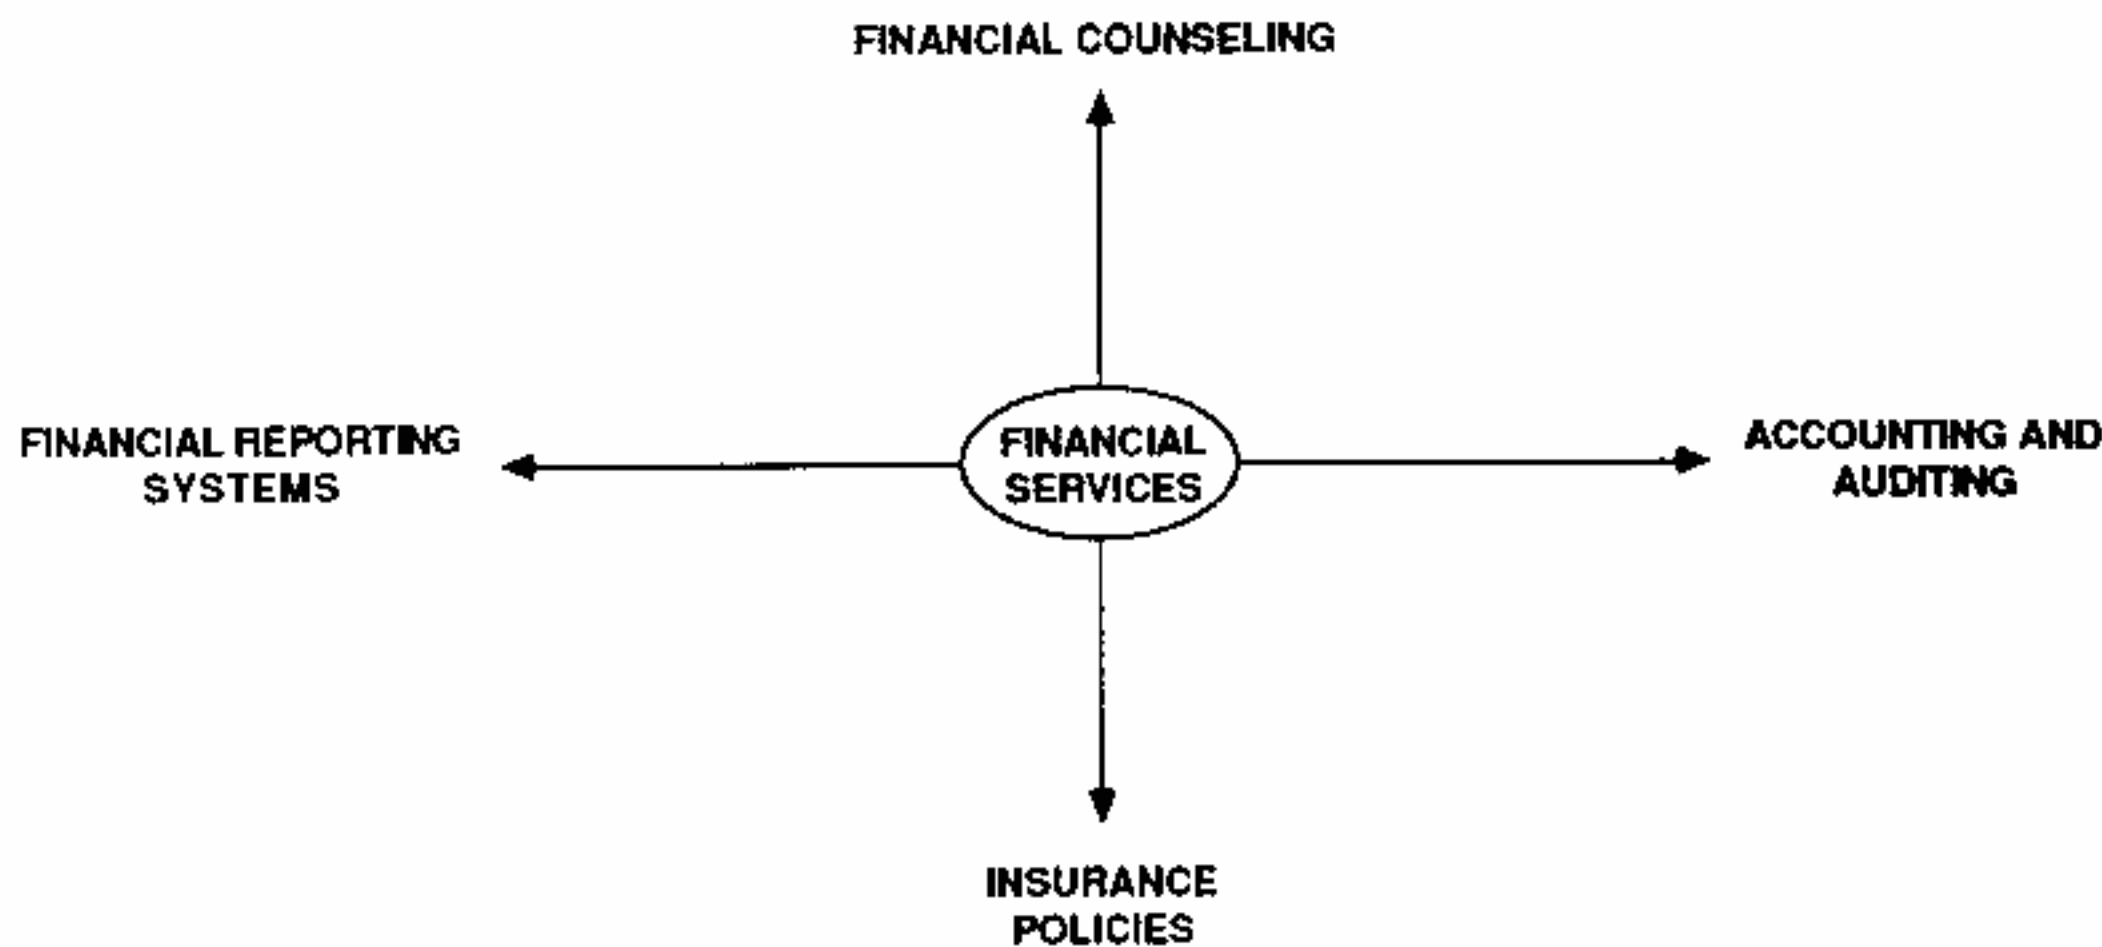 FINANCIAL COUNSELING
FINANCIAL REPORTING
SYSTEMS
FINANCIAL
SERVICES
ACCOUNTING AND
AUDITING
INSURANCE
POLICIES